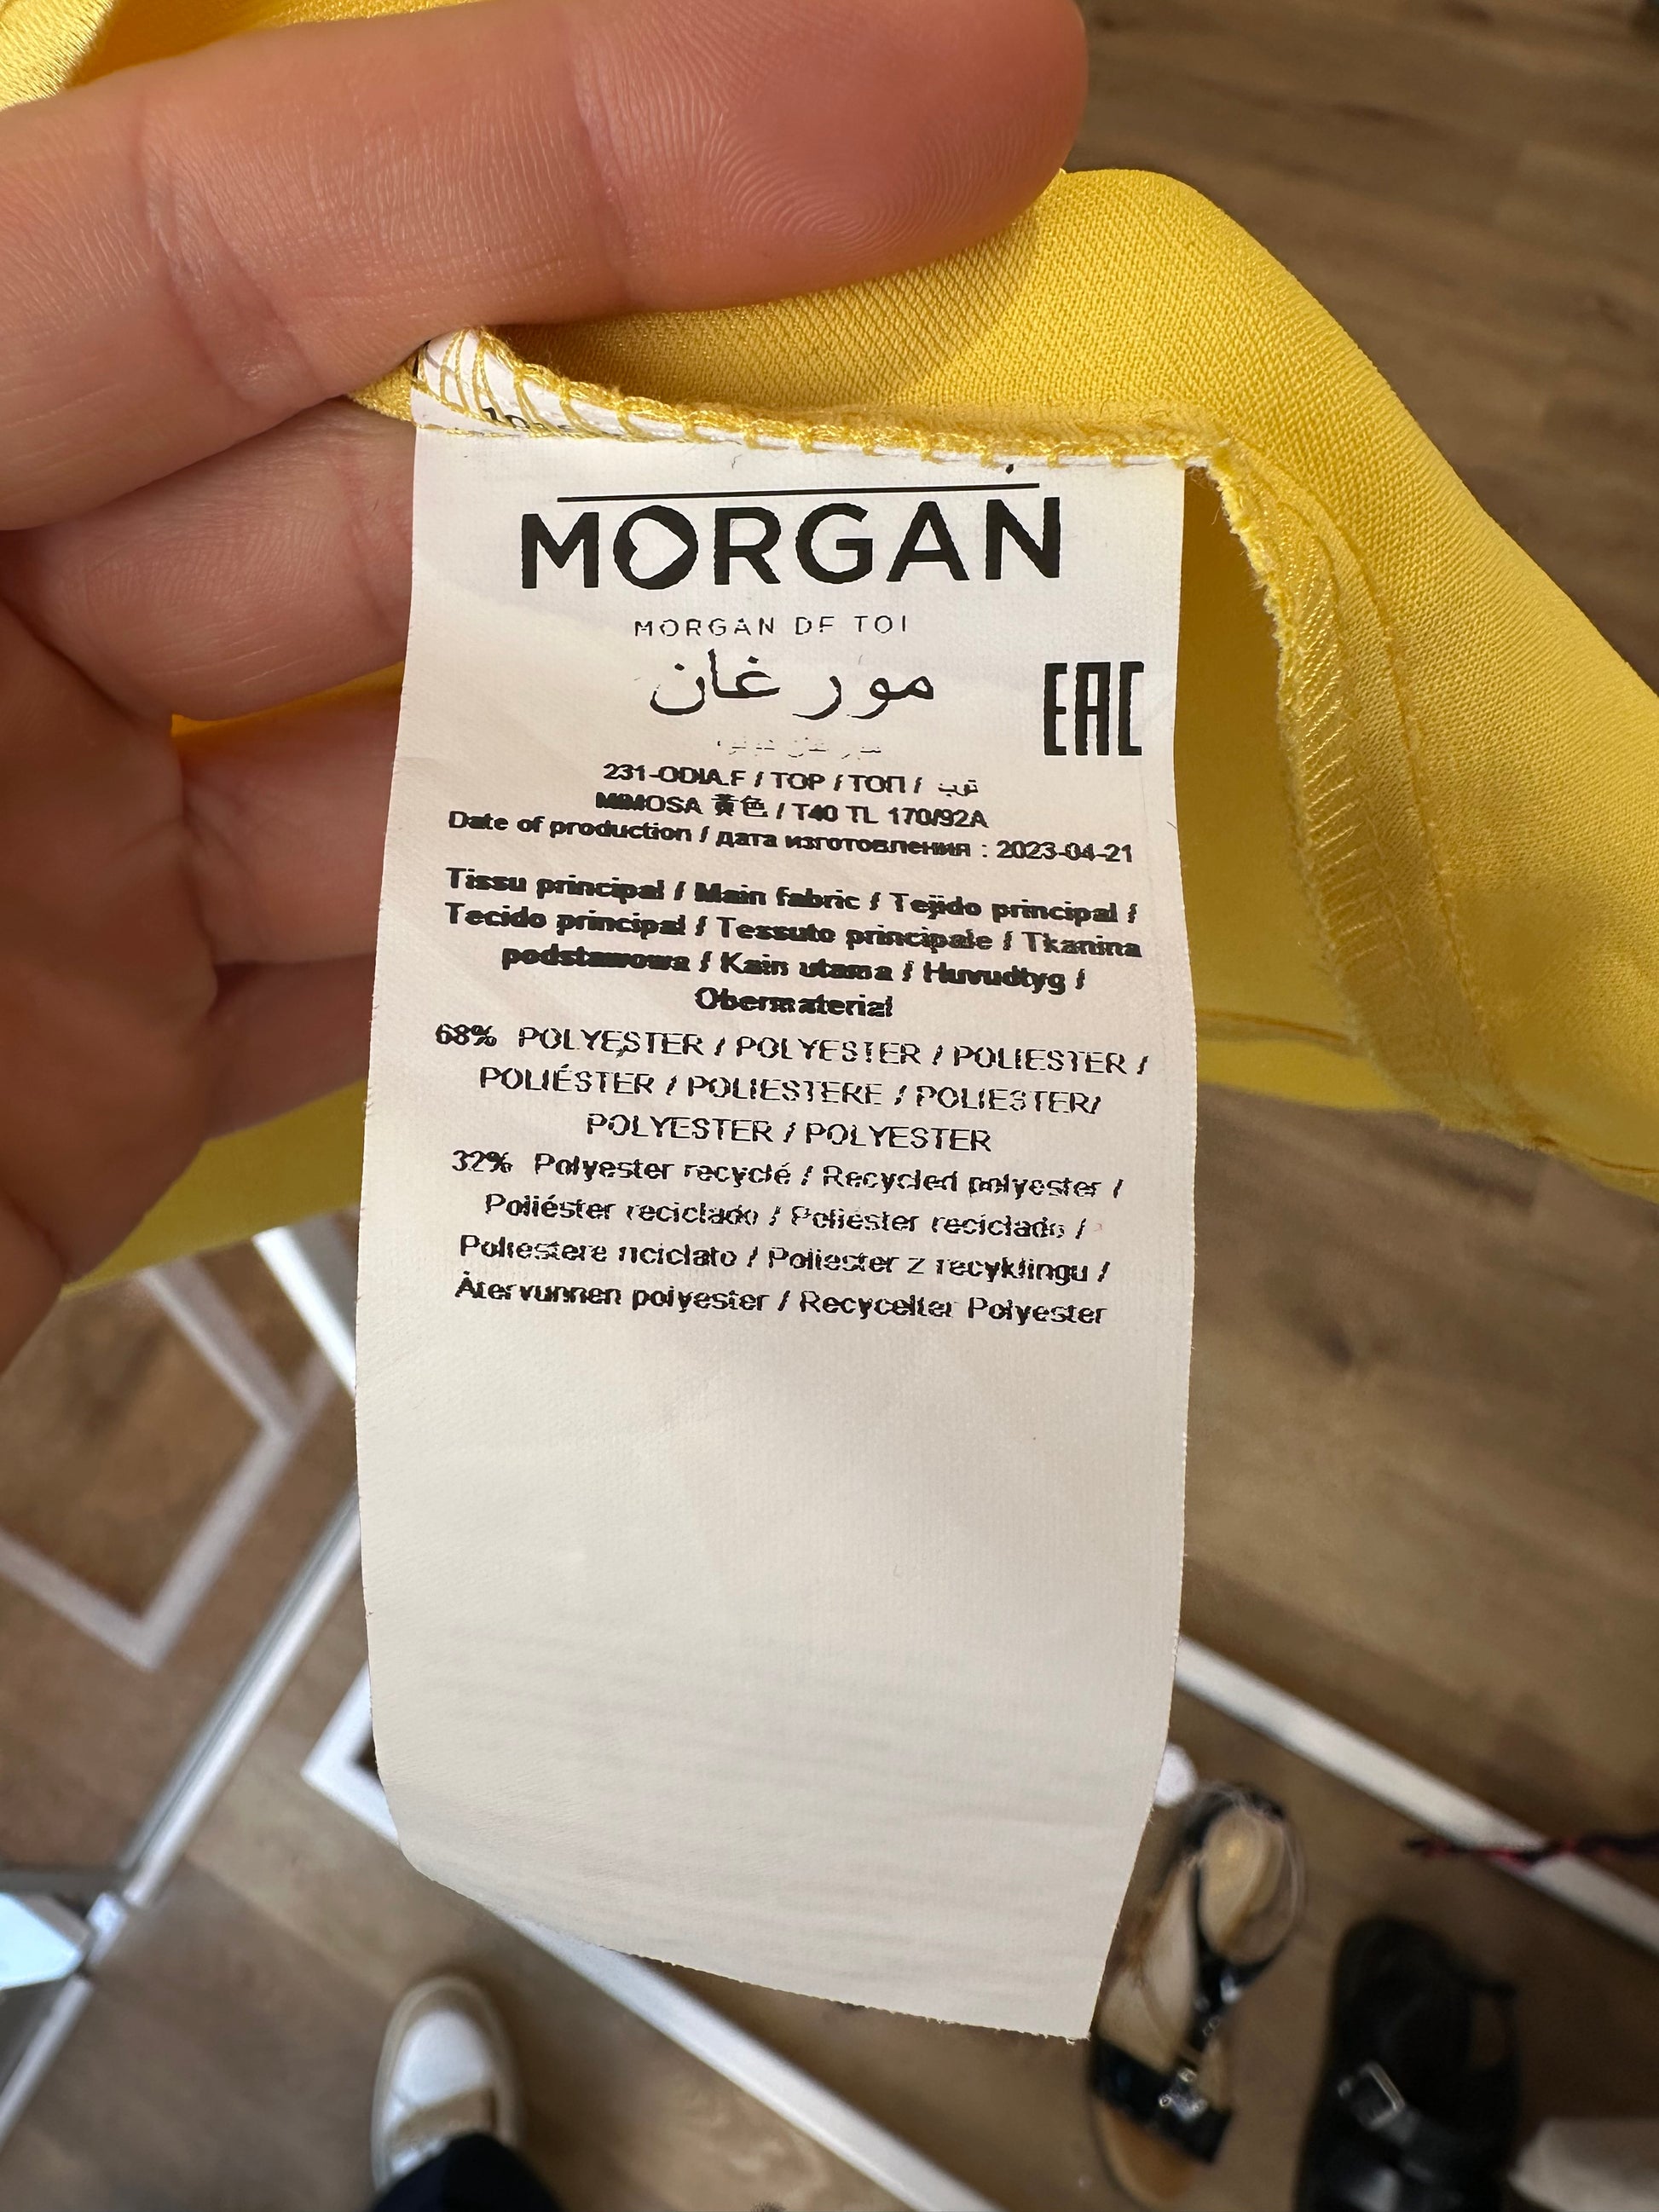 MORGAN
MORGAN DE TOI
مورغان
EAC
231-ODIA.F / TOP / ТОП / توب
MIMOSA 黃色 / T40 TL 170/92A
Date of production / дата изготовления : 2023-04-21
Tissu principal / Main fabric / Tejido principal /
Tecido principal / Tessuto principale / Tkanina
podstawowa / Kain utama / Huvudtyg /
Obermaterial
68% POLYESTER / POLYESTER / POLIESTER /
POLIÉSTER / POLIESTERE / POLIESTER/
POLYESTER / POLYESTER
32% Polyester recyclé / Recycled polyester /
Poliéster reciclado / Poliéster reciclado /
Poliestere riciclato / Poliester z recyklingu /
Återvunnen polyester / Recycelter Polyester